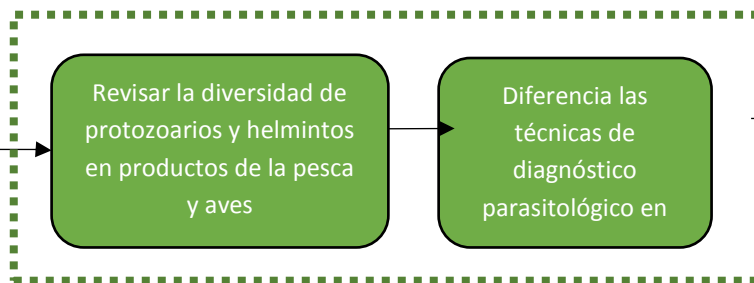 Revisar la diversidad de
protozoarios y helmintos
en productos de la pesca
y aves
Diferencia las
técnicas de
diagnóstico
parasitológico en